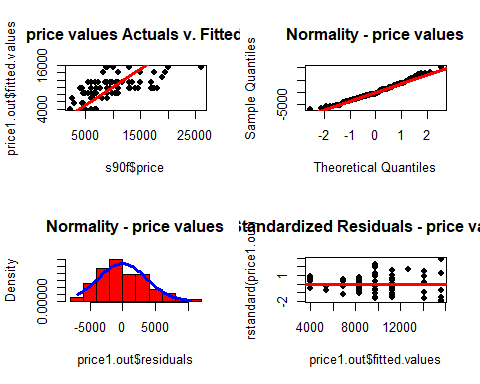 price values Actuals v. Fitted
price1.out$fitted.values
4000
16000
5000
15000
25000
s90f$price
Normality - price values
Sample Quantiles
-5000
-2
-1
0
1
2
Theoretical Quantiles
Normality - price values
Density
0.00000
-5000
0
5000
price1.out$residuals
Standardized Residuals - price va
rstandard(price1.out)
-2
1
4000
8000
12000
price1.out$fitted.values